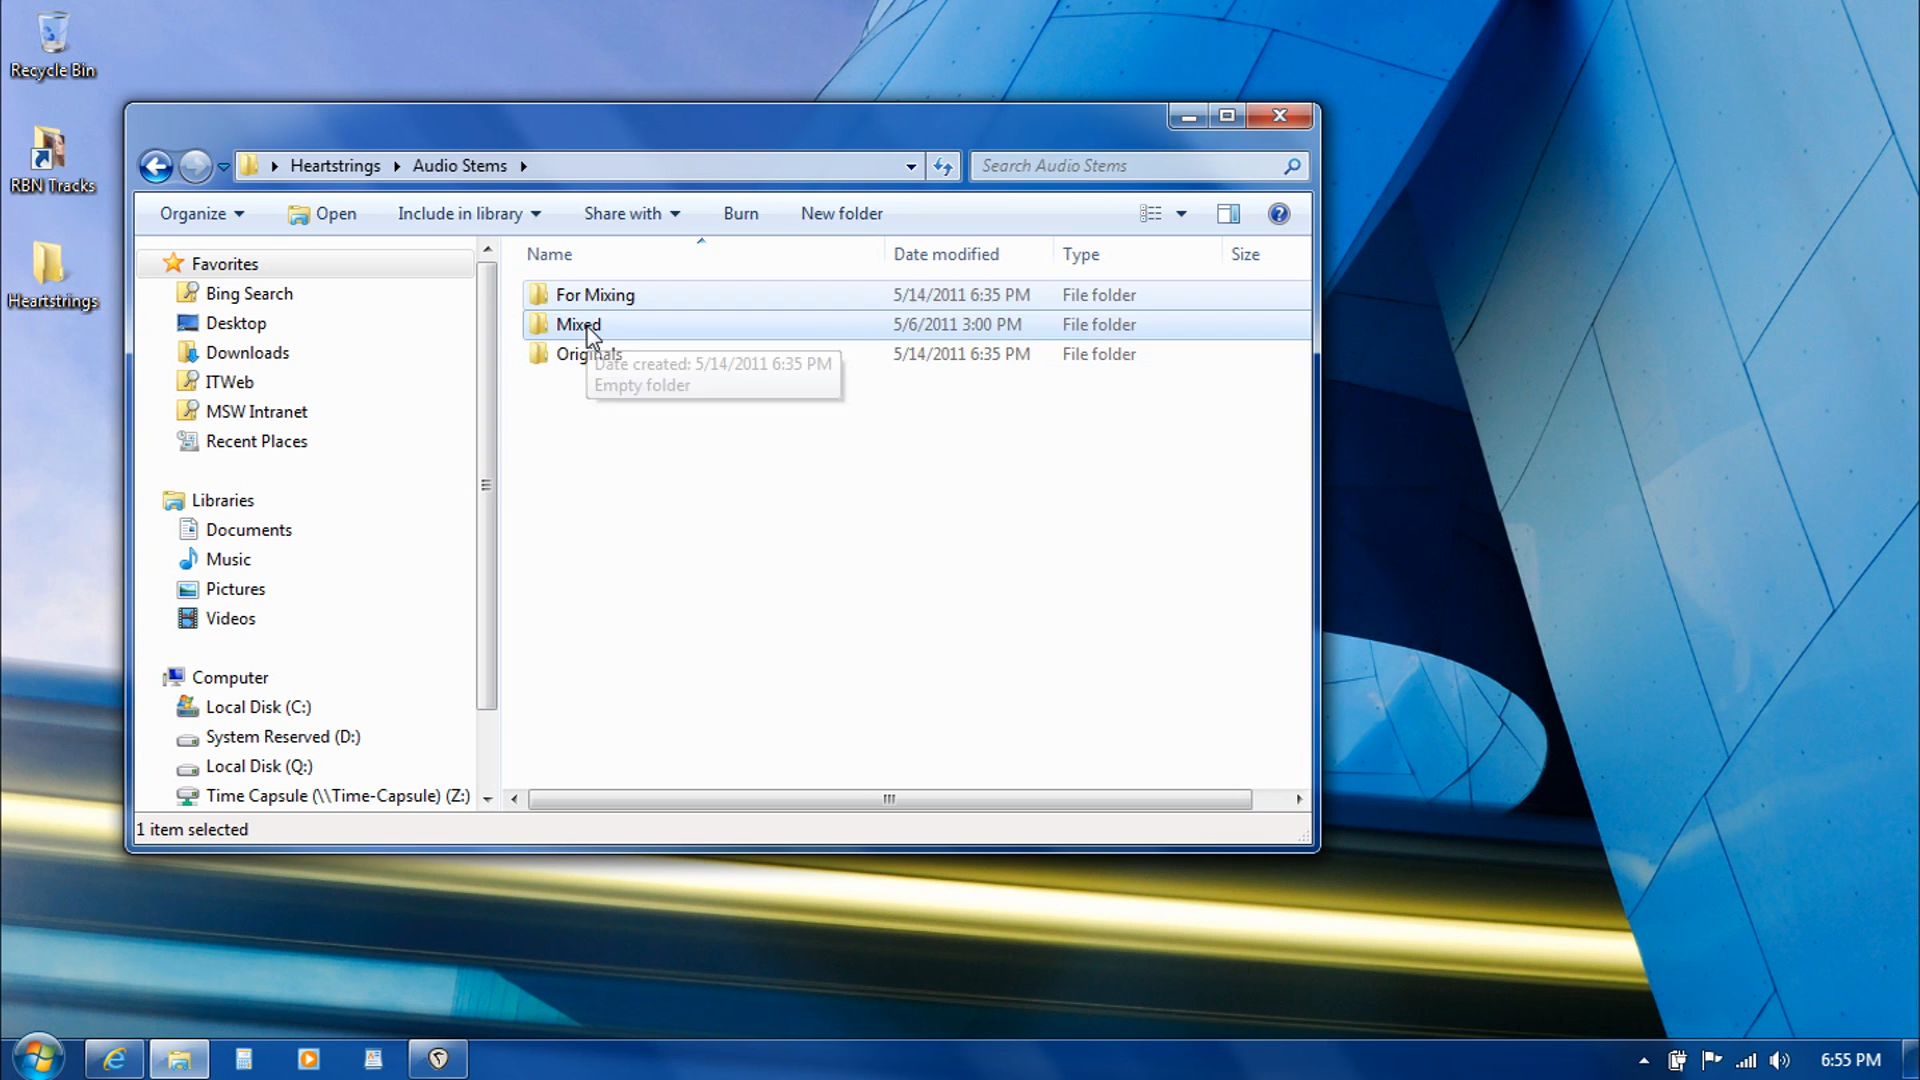 Recycle Bin
RBN Tracks
Heartstrings
Heartstrings
Audio Stems
Search Audio Stems
Organize
Open
Include in library
Share with
Burn
New folder
Name
Date modified
Type
Size
For Mixing
5/14/2011 6:35 PM
File folder
Mixed
5/6/2011 3:00 PM
File folder
Originals
5/14/2011 6:35 PM
File folder
Date created: 5/14/2011 6:35 PM
Empty folder
Favorites
Bing Search
Desktop
Downloads
ITWeb
MSW Intranet
Recent Places
Libraries
Documents
Music
Pictures
Videos
Computer
Local Disk (C:)
System Reserved (D:)
Local Disk (Q:)
Time Capsule (\\Time-Capsule) (Z:)
1 item selected
6:55 PM